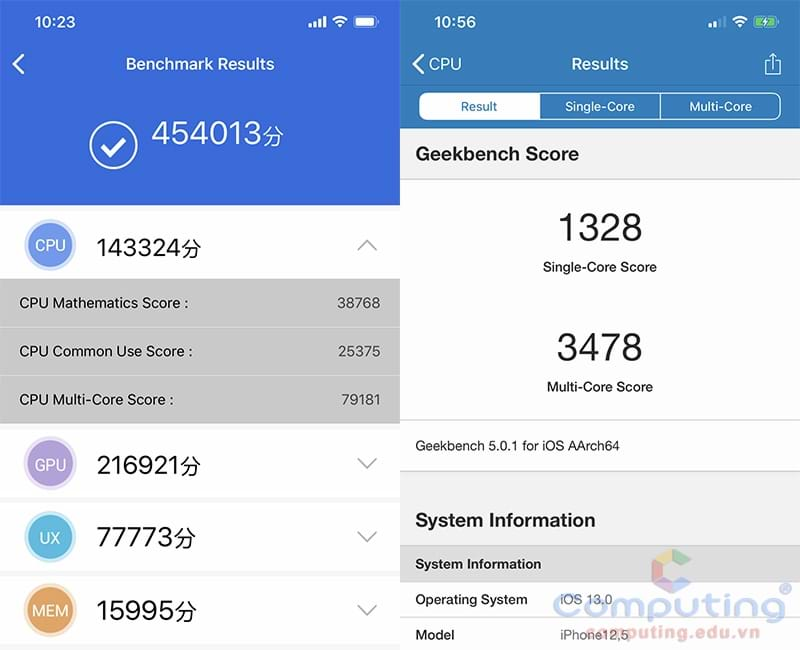 10:23
Benchmark Results
454013分
CPU 143324分
CPU Mathematics Score : 38768
CPU Common Use Score : 25375
CPU Multi-Core Score : 79181
GPU 216921分
UX 77773分
MEM 15995分
10:56
CPU Results
Result Single-Core Multi-Core
Geekbench Score
1328
Single-Core Score
3478
Multi-Core Score
Geekbench 5.0.1 for iOS AArch64
System Information
System Information
Operating System iOS 13.0
Model iPhone12,5
Computing®
computing.edu.vn